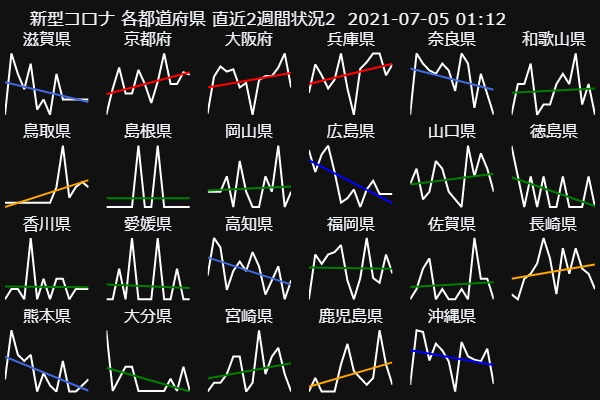 新型コロナ 各都道府県 直近2週間状況2 2021-07-05 01:12
滋賀県 京都府 大阪府 兵庫県 奈良県 和歌山県
鳥取県 島根県 岡山県 広島県 山口県 徳島県
香川県 愛媛県 高知県 福岡県 佐賀県 長崎県
熊本県 大分県 宮崎県 鹿児島県 沖縄県